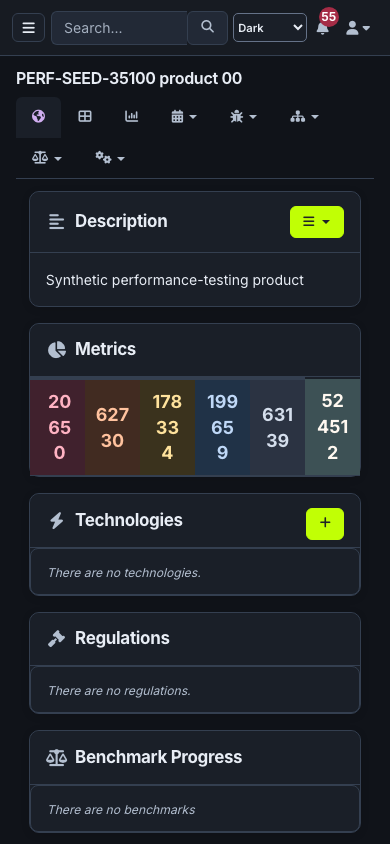 Search...
Dark
55
PERF-SEED-35100 product 00
Description
Synthetic performance-testing product
Metrics
20
65
0
627
30
178
33
4
199
65
9
631
39
52
451
2
Technologies
There are no technologies.
Regulations
There are no regulations.
Benchmark Progress
There are no benchmarks